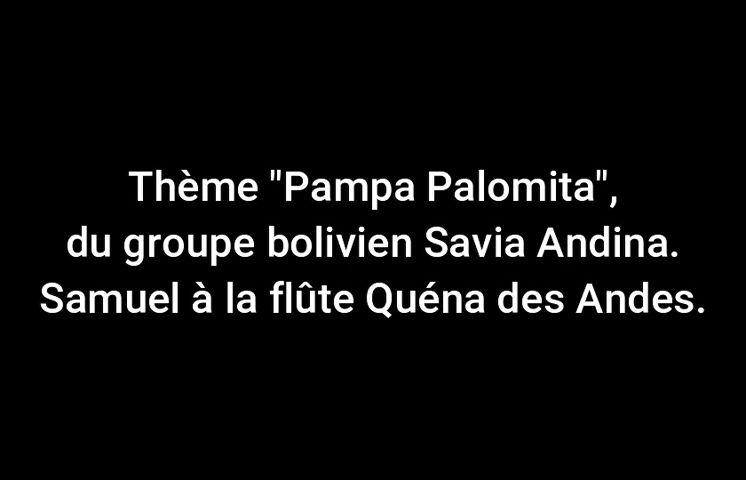 Thème "Pampa Palomita",
du groupe bolivien Savia Andina.
Samuel à la flûte Quéna des Andes.